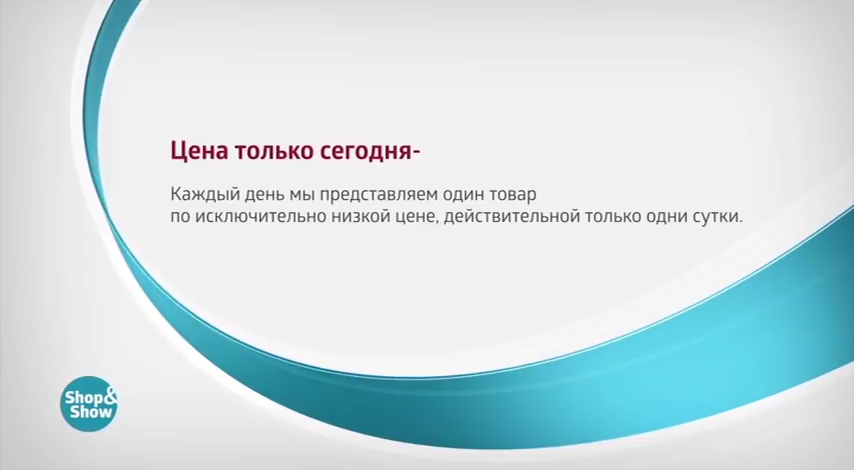 Цена только сегодня-
Каждый день мы представляем один товар
по исключительно низкой цене, действительной только одни сутки.
Shop&
Show